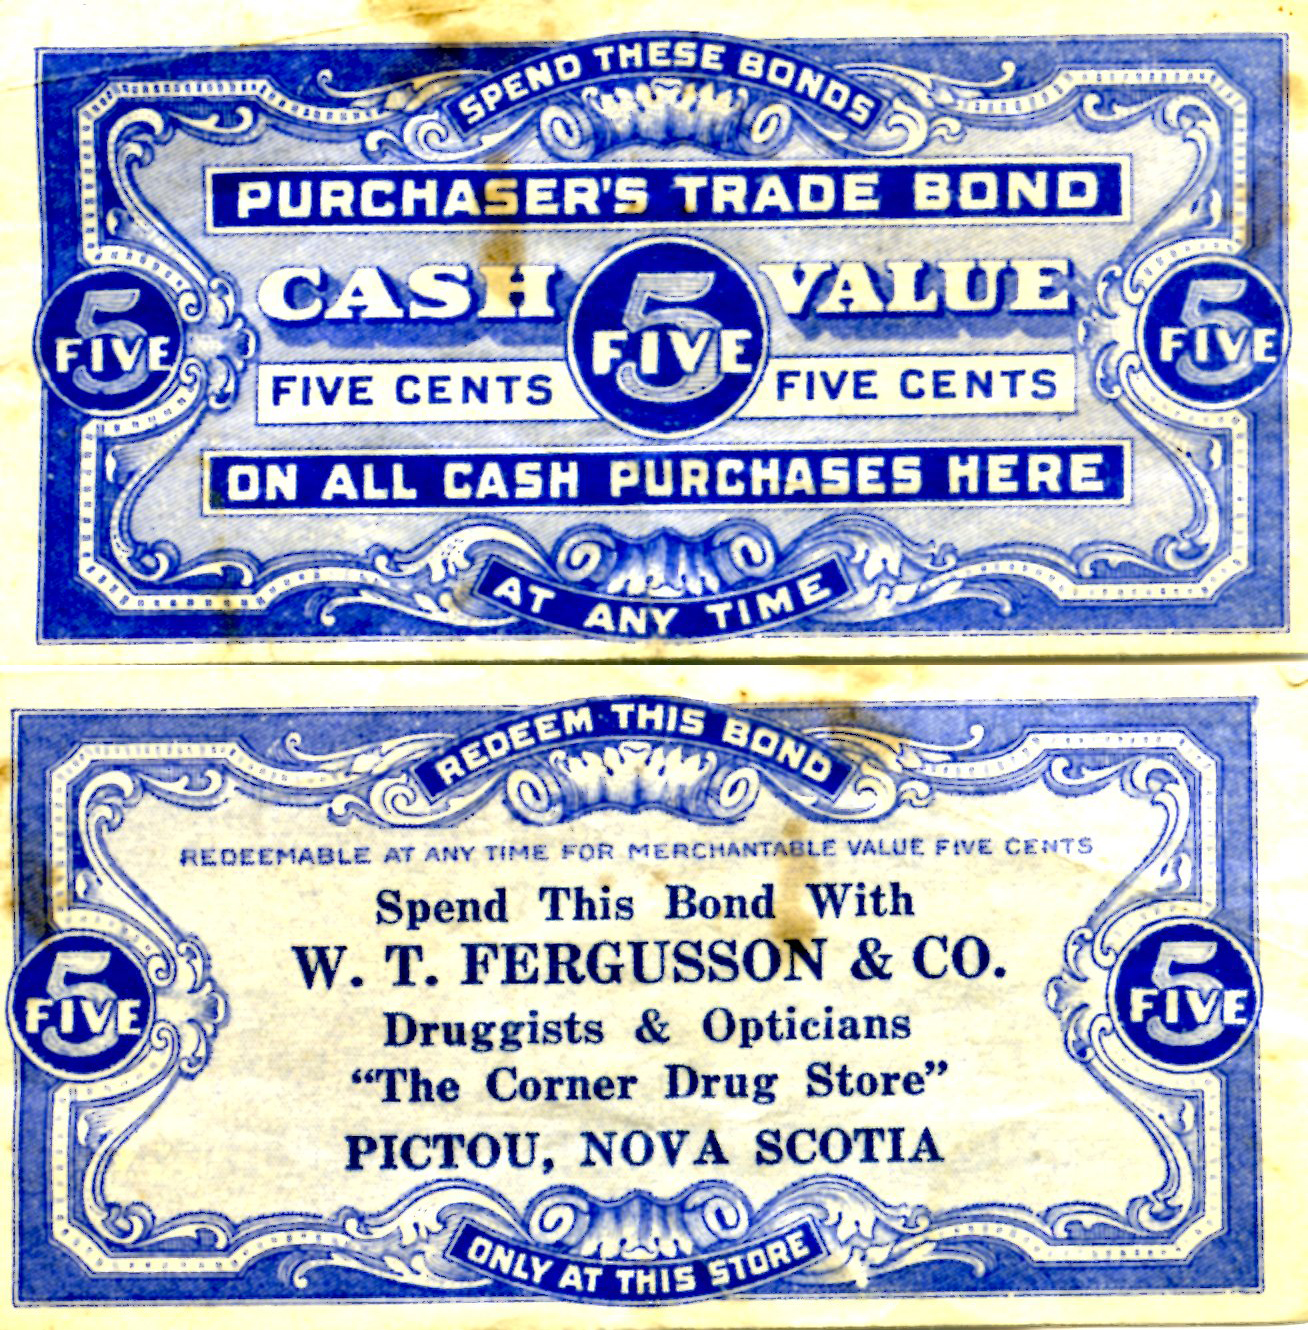 SPEND THESE BONDS
PURCHASER'S TRADE BOND
CASH 5 FIVE VALUE
5 FIVE
5 FIVE
FIVE CENTS FIVE CENTS
ON ALL CASH PURCHASES HERE
AT ANY TIME
REDEEM THIS BOND
REDEEMABLE AT ANY TIME FOR MERCHANTABLE VALUE FIVE CENTS
Spend This Bond With
W. T. FERGUSSON & CO.
5 FIVE
5 FIVE
Druggists & Opticians
"The Corner Drug Store"
PICTOU, NOVA SCOTIA
ONLY AT THIS STORE